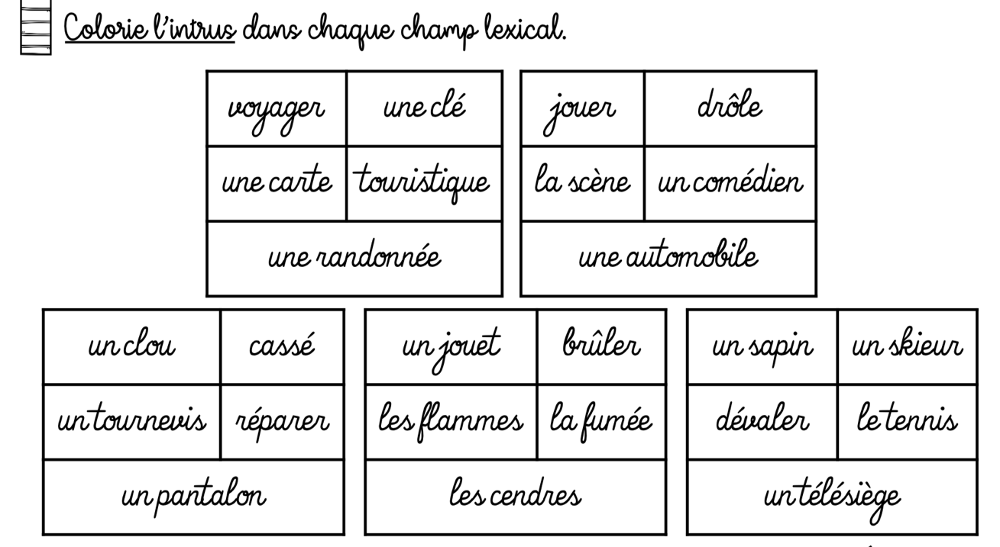 Colorie l'intrus dans chaque champ lexical.
voyager une clé
une carte touristique
une randonnée
jouer drôle
la scène un comédien
une automobile
un clou cassé
un tournevis réparer
un pantalon
un jouet brûler
les flammes la fumée
les cendres
un sapin un skieur
dévaler le tennis
un télésiège